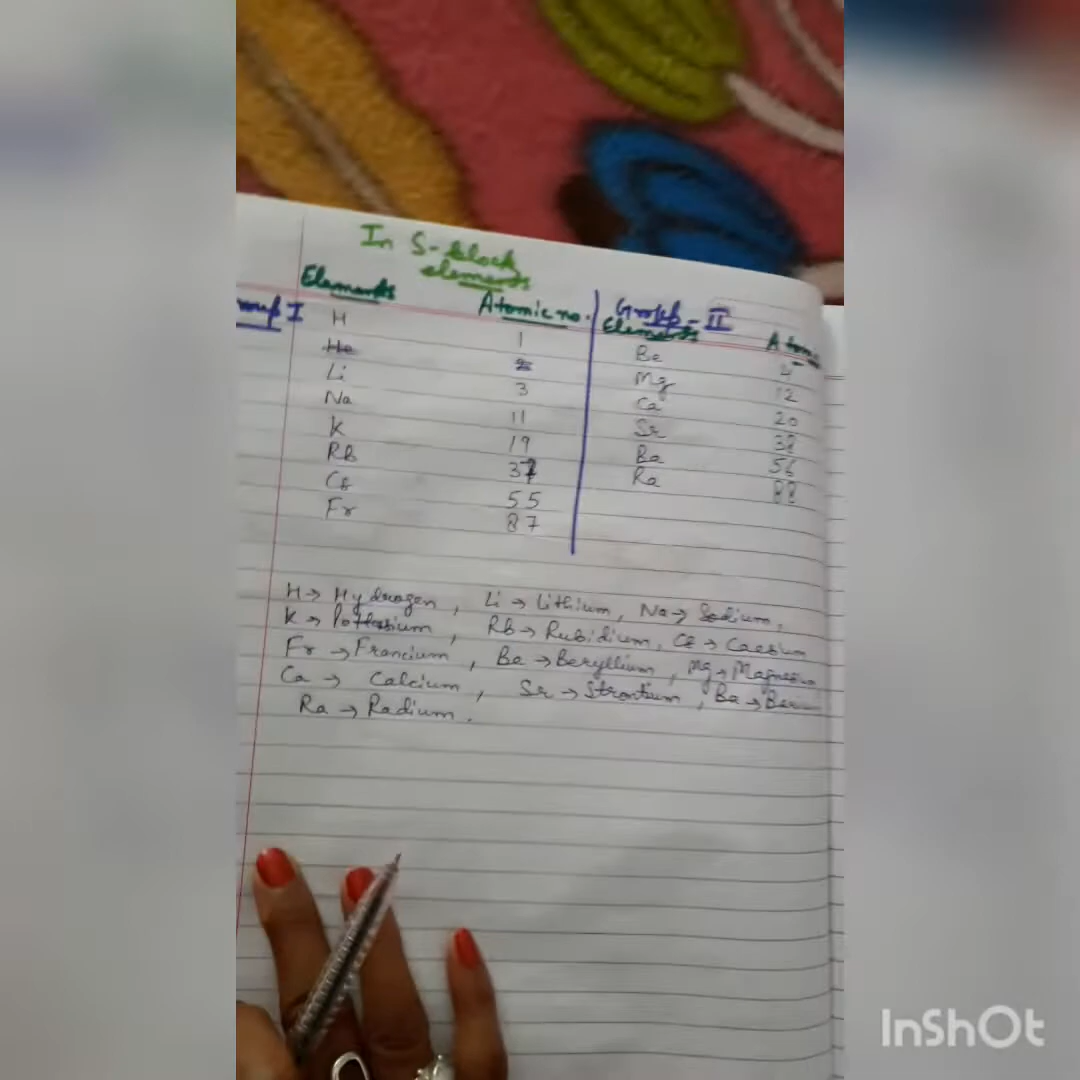 In S-block
elements
Elements Atomic no. Group - II
Group I H 1 Elements Atomic
He 2 Be 4
Li 3 Mg 12
Na 11 Ca 20
K 19 Sr 38
Rb 37 Ba 56
Cs 55 Ra 88
Fr 87
H → Hydrogen, Li → Lithium, Na → Sodium,
K → Pottasium, Rb → Rubidium, Cs → Caesium
Fr → Francium, Be → Beryllium, Mg → Magnesium
Ca → Calcium, Sr → Strontium, Ba →
Ra → Radium.
InShOt